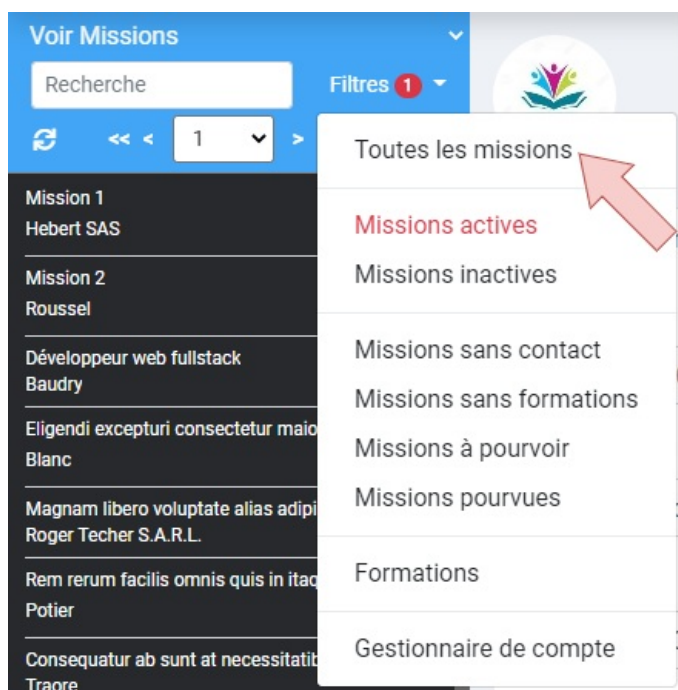 Voir Missions
Recherche
Filtres 1
<< < 1 >
Mission 1
Hebert SAS
Mission 2
Roussel
Développeur web fullstack
Baudry
Eligendi excepturi consectetur maio
Blanc
Magnam libero voluptate alias adipi
Roger Techer S.A.R.L.
Rem rerum facilis omnis quis in itaq
Potier
Consequatur ab sunt at necessitatib
Traore
Toutes les missions
Missions actives
Missions inactives
Missions sans contact
Missions sans formations
Missions à pourvoir
Missions pourvues
Formations
Gestionnaire de compte